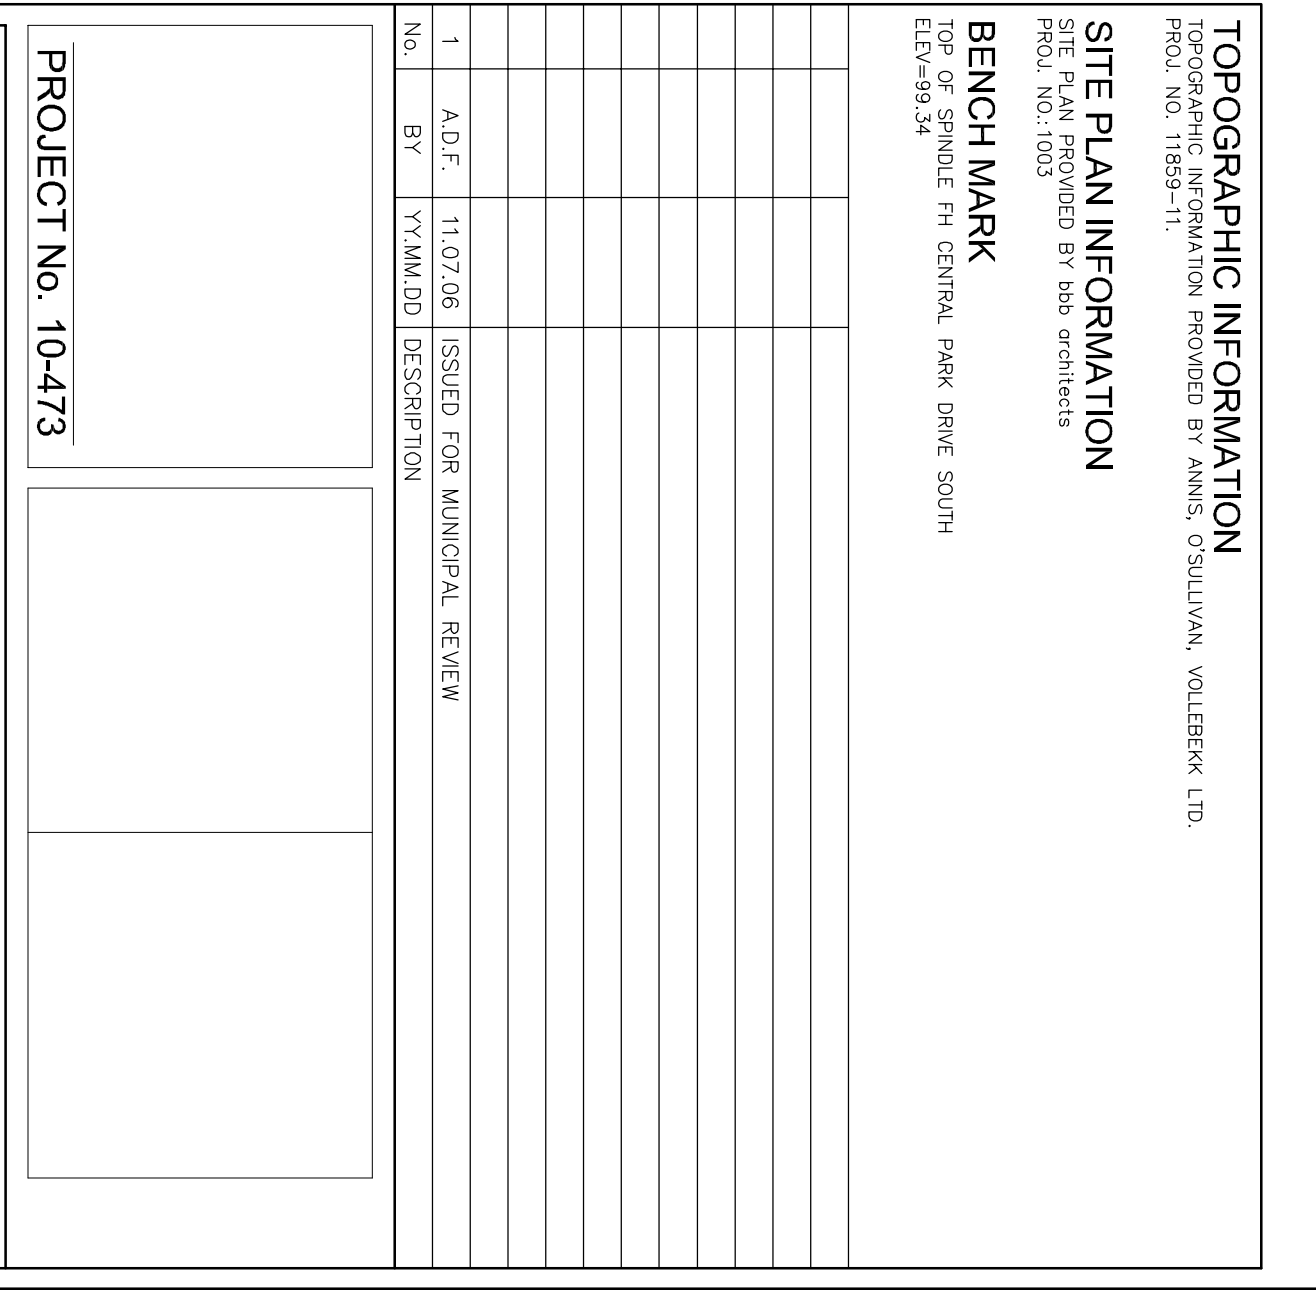 TOPOGRAPHIC INFORMATION
TOPOGRAPHIC INFORMATION PROVIDED BY ANNIS, O'SULLIVAN, VOLLEBEKK LTD.
PROJ. NO. 11859-11.
SITE PLAN INFORMATION
SITE PLAN PROVIDED BY bbb architects
PROJ. NO.:1003
BENCH MARK
TOP OF SPINDLE FH CENTRAL PARK DRIVE SOUTH
ELEV=99.34
1 A.D.F. 11.07.06 ISSUED FOR MUNICIPAL REVIEW
No. BY YY.MM.DD DESCRIPTION
PROJECT No. 10-473